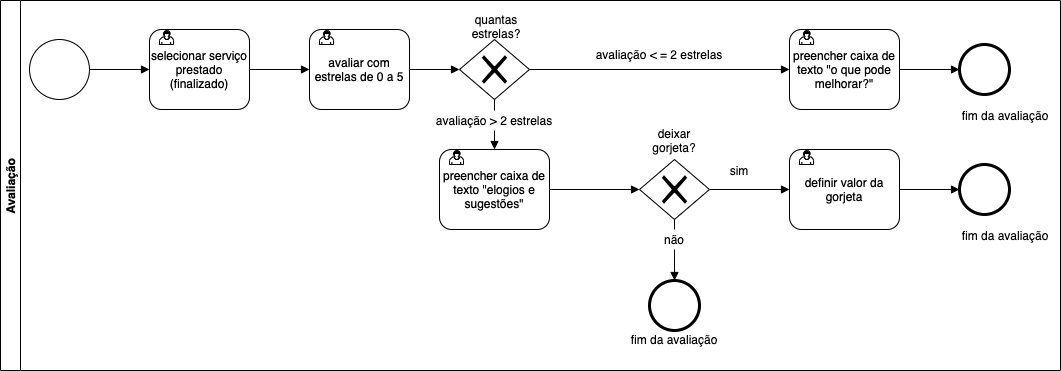 Avaliação
selecionar serviço
prestado
(finalizado)
avaliar com
estrelas de 0 a 5
quantas
estrelas?
avaliação < = 2 estrelas
preencher caixa de
texto "o que pode
melhorar?"
fim da avaliação
avaliação > 2 estrelas
preencher caixa de
texto "elogios e
sugestões"
deixar
gorjeta?
sim
definir valor da
gorjeta
fim da avaliação
não
fim da avaliação